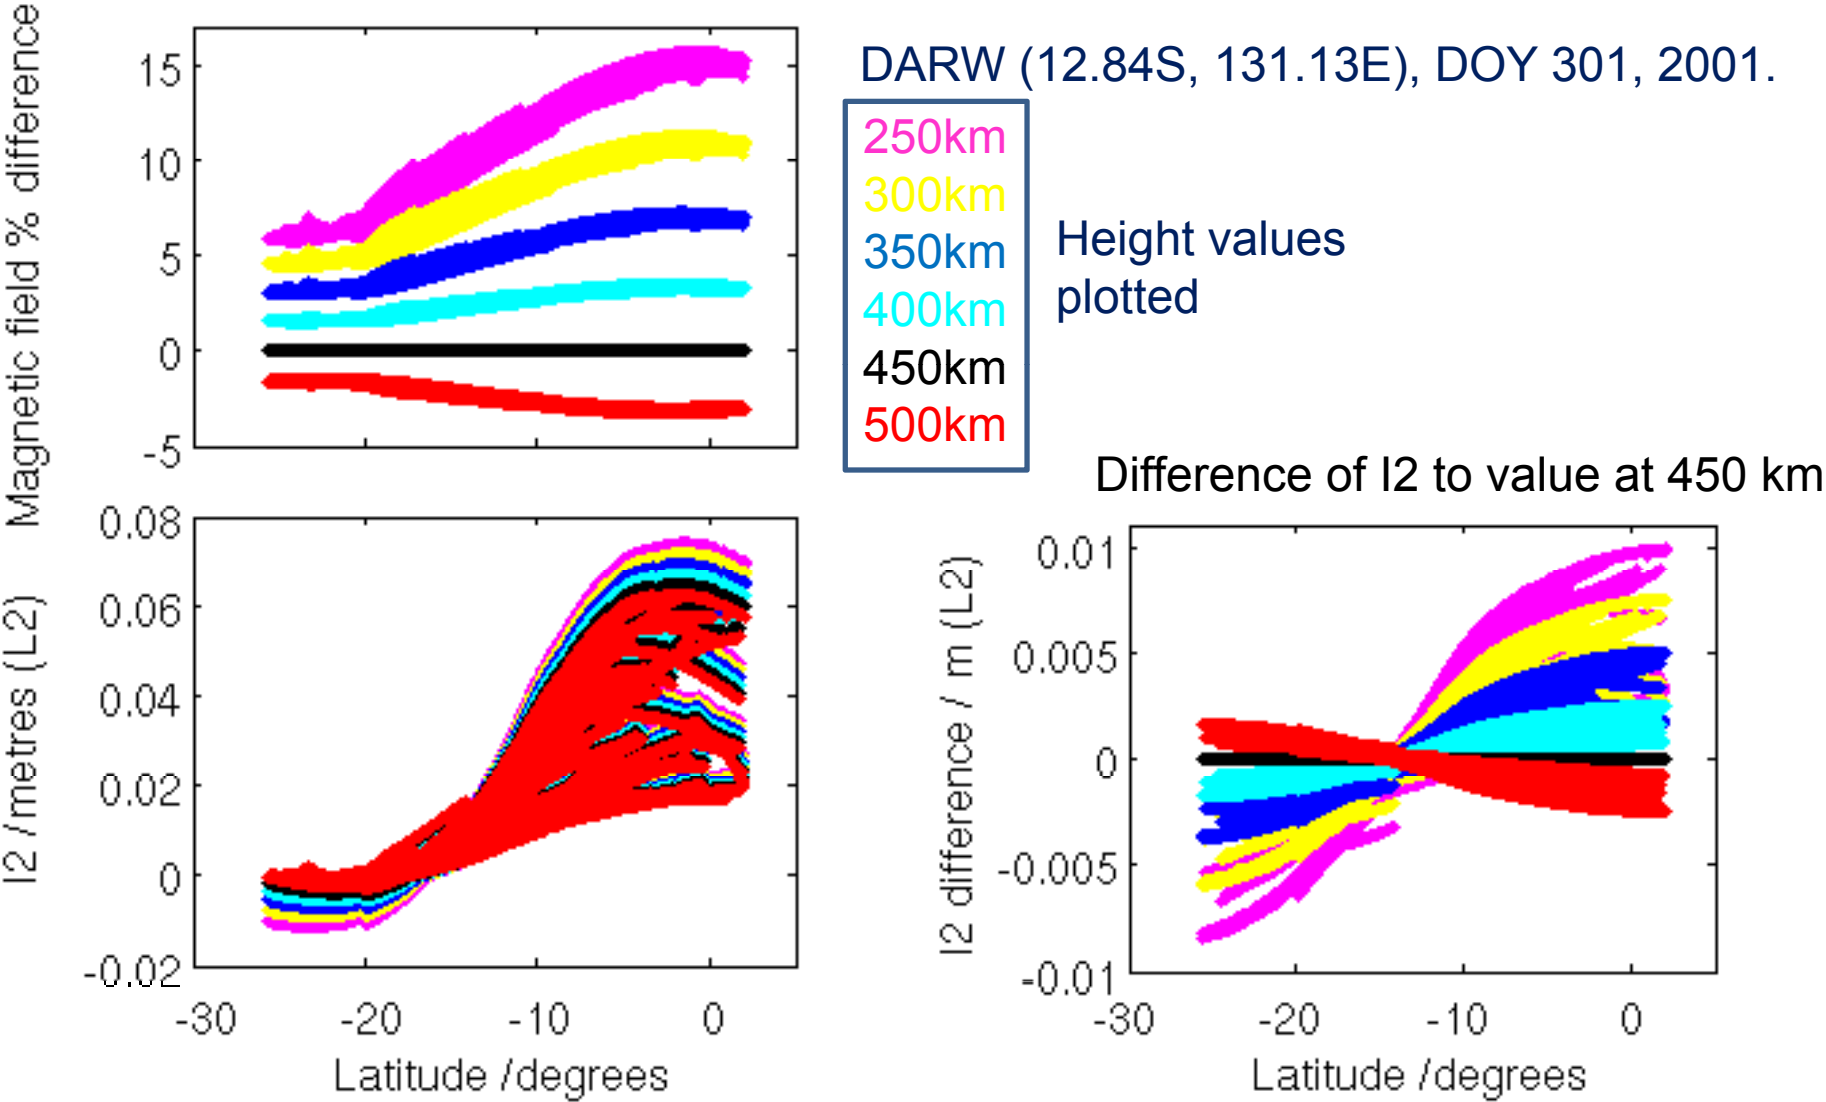 Magnetic field % difference
15
10
5
0
-5
DARW (12.84S, 131.13E), DOY 301, 2001.
250km
300km
350km
400km
450km
500km
Height values
plotted
I2 /metres (L2)
0.08
0.06
0.04
0.02
0
-0.02
-30
-20
-10
0
Latitude /degrees
Difference of I2 to value at 450 km
I2 difference / m (L2)
0.01
0.005
0
-0.005
-0.01
-30
-20
-10
0
Latitude /degrees